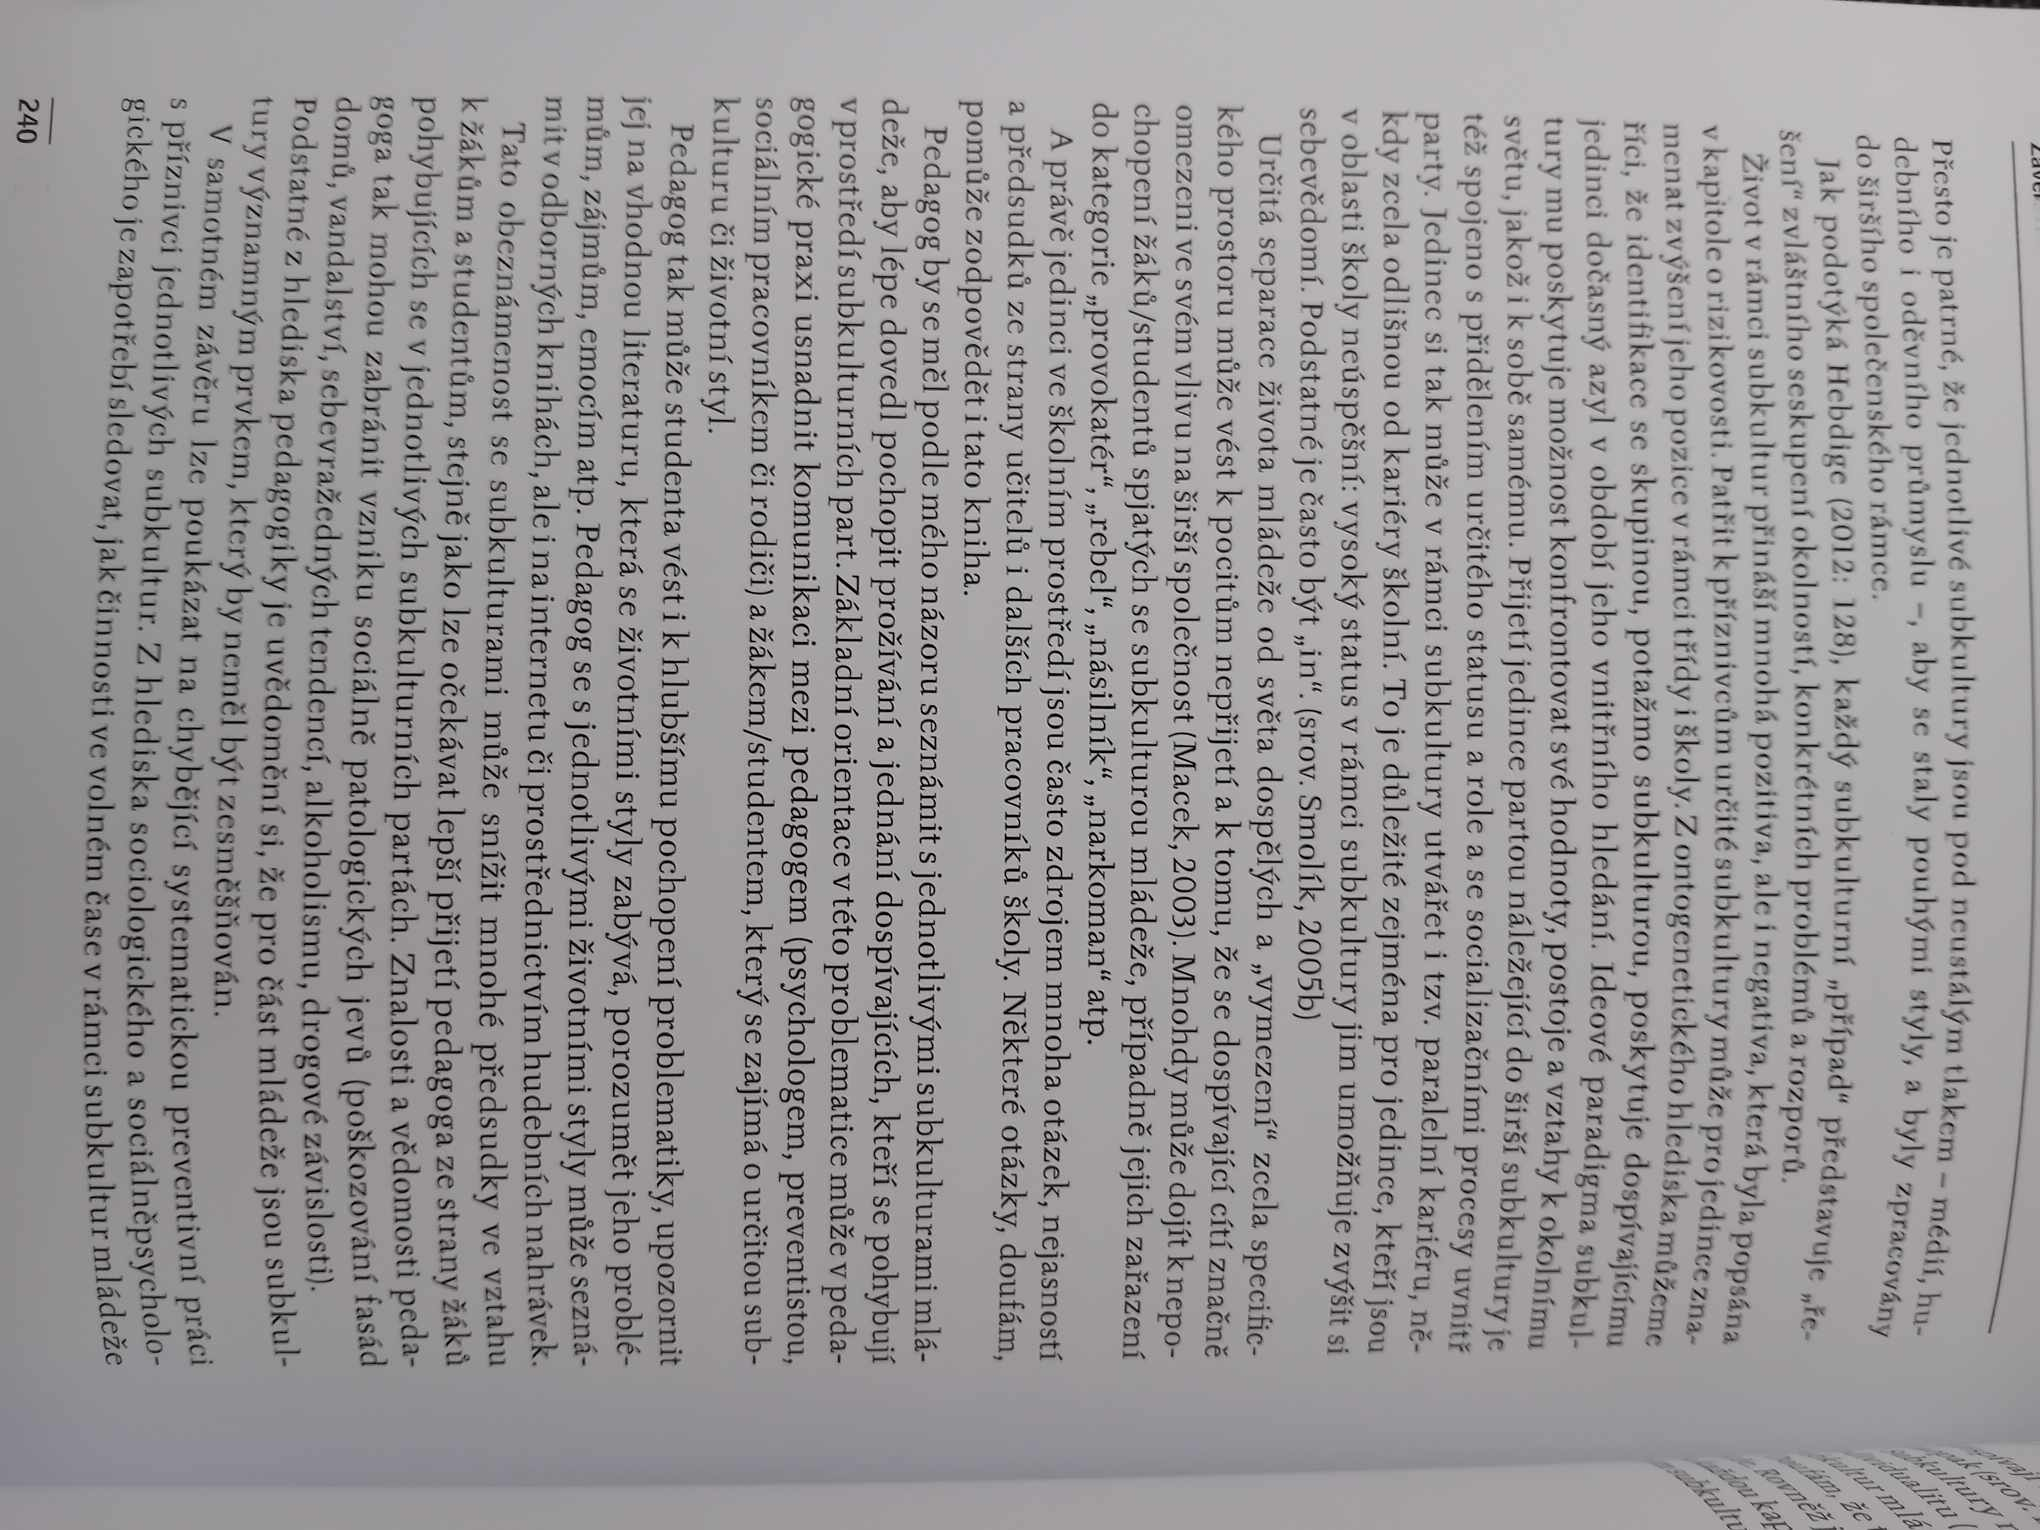 Závěr
Přesto je patrné, že jednotlivé subkultury jsou pod neustálým tlakem – médií, hu-
debního i oděvního průmyslu –, aby se staly pouhými styly, a byly zpracovány
do širšího společenského rámce.
Jak podotýká Hebdige (2012: 128), každý subkulturní „případ“ představuje „ře-
šení“ zvláštního seskupení okolností, konkrétních problémů a rozporů.
Život v rámci subkultur přináší mnohá pozitiva, ale i negativa, která byla popsána
v kapitole o rizikovosti. Patřit k příznivcům určité subkultury může pro jedince zna-
menat zvýšení jeho pozice v rámci třídy i školy. Z ontogenetického hlediska můžeme
říci, že identifikace se skupinou, potažmo subkulturou, poskytuje dospívajícímu
jedinci dočasný azyl v období jeho vnitřního hledání. Ideové paradigma subkul-
tury mu poskytuje možnost konfrontovat své hodnoty, postoje a vztahy k okolnímu
světu, jakož i k sobě samému. Přijetí jedince partou náležející do širší subkultury je
též spojeno s přidělením určitého statusu a role a se socializačními procesy uvnitř
party. Jedinec si tak může v rámci subkultury utvářet i tzv. paralelní kariéru, ně-
kdy zcela odlišnou od kariéry školní. To je důležité zejména pro jedince, kteří jsou
v oblasti školy neúspěšní: vysoký status v rámci subkultury jim umožňuje zvýšit si
sebevědomí. Podstatné je často být „in“. (srov. Smolík, 2005b)
Určitá separace života mládeže od světa dospělých a „vymezení“ zcela specific-
kého prostoru může vést k pocitům nepřijetí a k tomu, že se dospívající cítí značně
omezeni ve svém vlivu na širší společnost (Macek, 2003). Mnohdy může dojít k nepo-
chopení žáků/studentů spjatých se subkulturou mládeže, případně jejich zařazení
do kategorie „provokatér“, „rebel“, „násilník“, „narkoman“ atp.
A právě jedinci ve školním prostředí jsou často zdrojem mnoha otázek, nejasností
a předsudků ze strany učitelů i dalších pracovníků školy. Některé otázky, doufám,
pomůže zodpovědět i tato kniha.
Pedagog by se měl podle mého názoru seznámit s jednotlivými subkulturami mlá-
deže, aby lépe dovedl pochopit prožívání a jednání dospívajících, kteří se pohybují
v prostředí subkulturních part. Základní orientace v této problematice může v peda-
gogické praxi usnadnit komunikaci mezi pedagogem (psychologem, preventistou,
sociálním pracovníkem či rodiči) a žákem/studentem, který se zajímá o určitou sub-
kulturu či životní styl.
Pedagog tak může studenta vést i k hlubšímu pochopení problematiky, upozornit
jej na vhodnou literaturu, která se životními styly zabývá, porozumět jeho problé-
mům, zájmům, emocím atp. Pedagog se s jednotlivými životními styly může sezná-
mit v odborných knihách, ale i na internetu či prostřednictvím hudebních nahrávek.
Tato obeznámenost se subkulturami může snížit mnohé předsudky ve vztahu
k žákům a studentům, stejně jako lze očekávat lepší přijetí pedagoga ze strany žáků
pohybujících se v jednotlivých subkulturních partách. Znalosti a vědomosti peda-
goga tak mohou zabránit vzniku sociálně patologických jevů (poškozování fasád
domů, vandalství, sebevražedných tendencí, alkoholismu, drogové závislosti).
Podstatné z hlediska pedagogiky je uvědomění si, že pro část mládeže jsou subkul-
tury významným prvkem, který by neměl být zesměšňován.
V samotném závěru lze poukázat na chybějící systematickou preventivní práci
s příznivci jednotlivých subkultur. Z hlediska sociologického a sociálněpsycholo-
gického je zapotřebí sledovat, jak činnosti ve volném čase v rámci subkultur mládeže
240